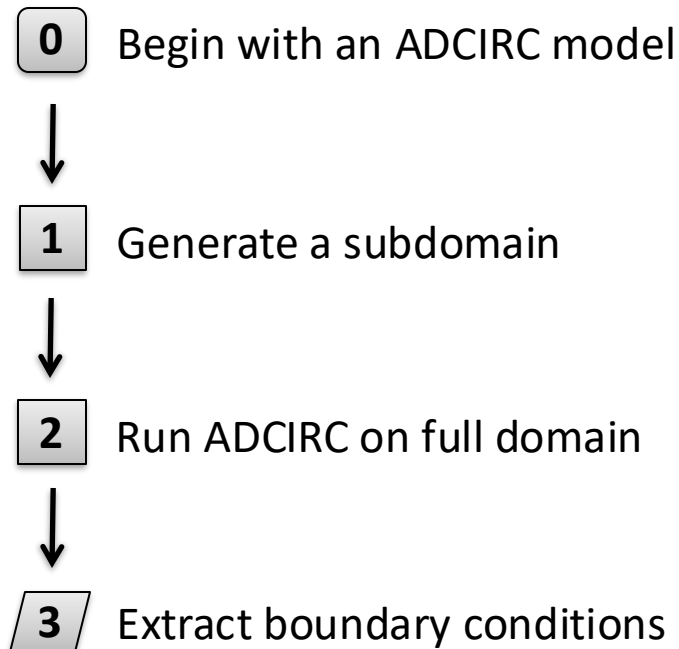 0 Begin with an ADCIRC model
1 Generate a subdomain
2 Run ADCIRC on full domain
3 Extract boundary conditions